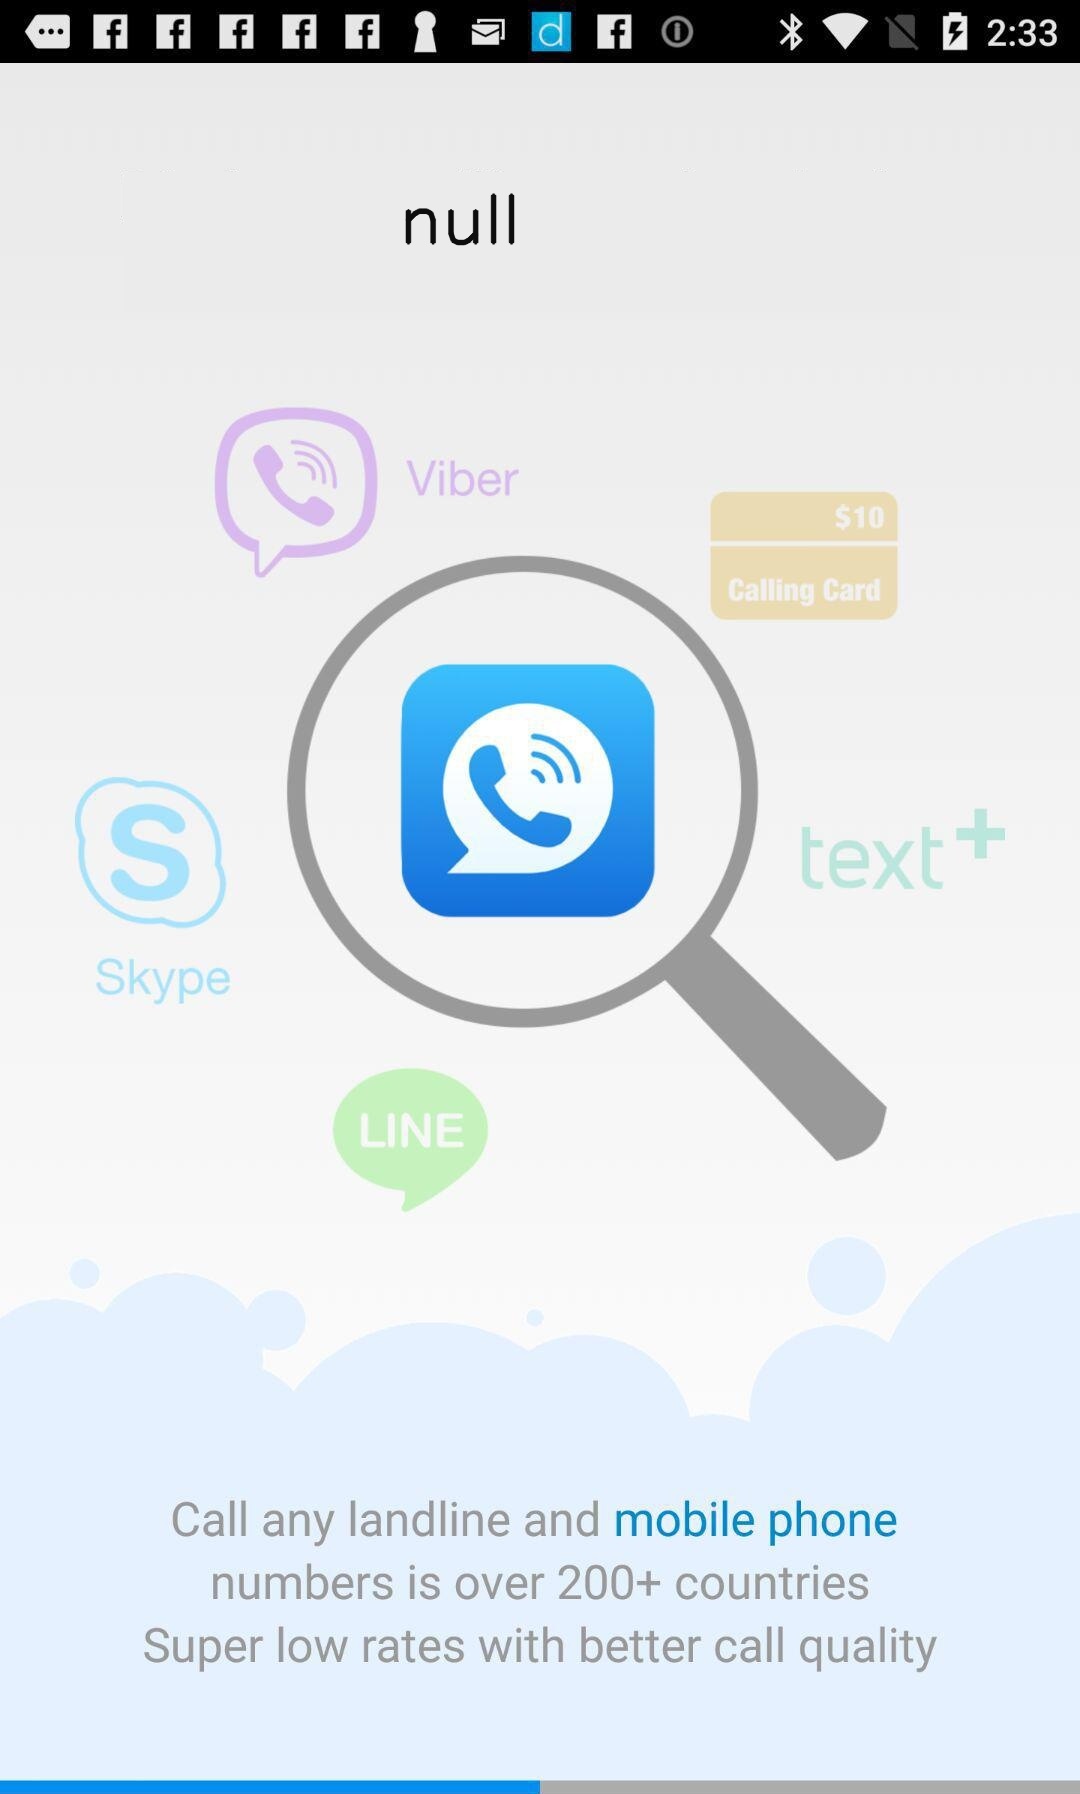 2:33
null
Viber
$10
Calling Card
S
text+
Skype
LINE
Call any landline and mobile phone
numbers is over 200+ countries
Super low rates with better call quality